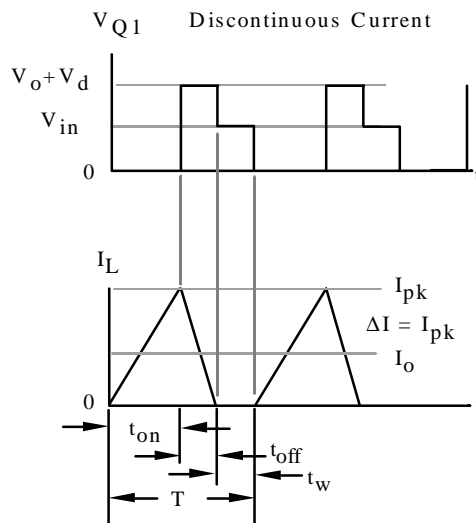 V_Q1 Discontinuous Current
V_o+V_d
V_in
0
I_L
I_pk
ΔI = I_pk
I_o
0
t_on
t_off
t_w
T